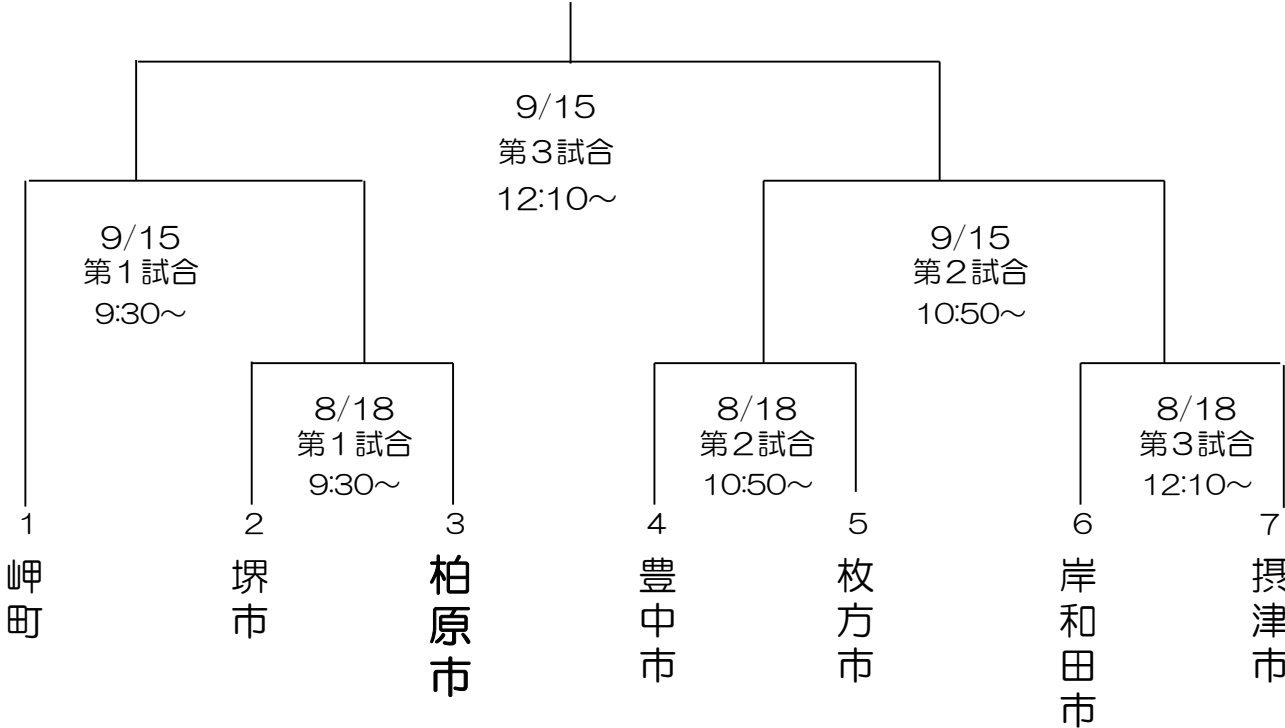 9/15
第3試合
12:10～
9/15
第1試合
9:30～
9/15
第2試合
10:50～
8/18
第1試合
9:30～
8/18
第2試合
10:50～
8/18
第3試合
12:10～
1
2
3
4
5
6
7
岬町
堺市
柏原市
豊中市
枚方市
岸和田市
摂津市